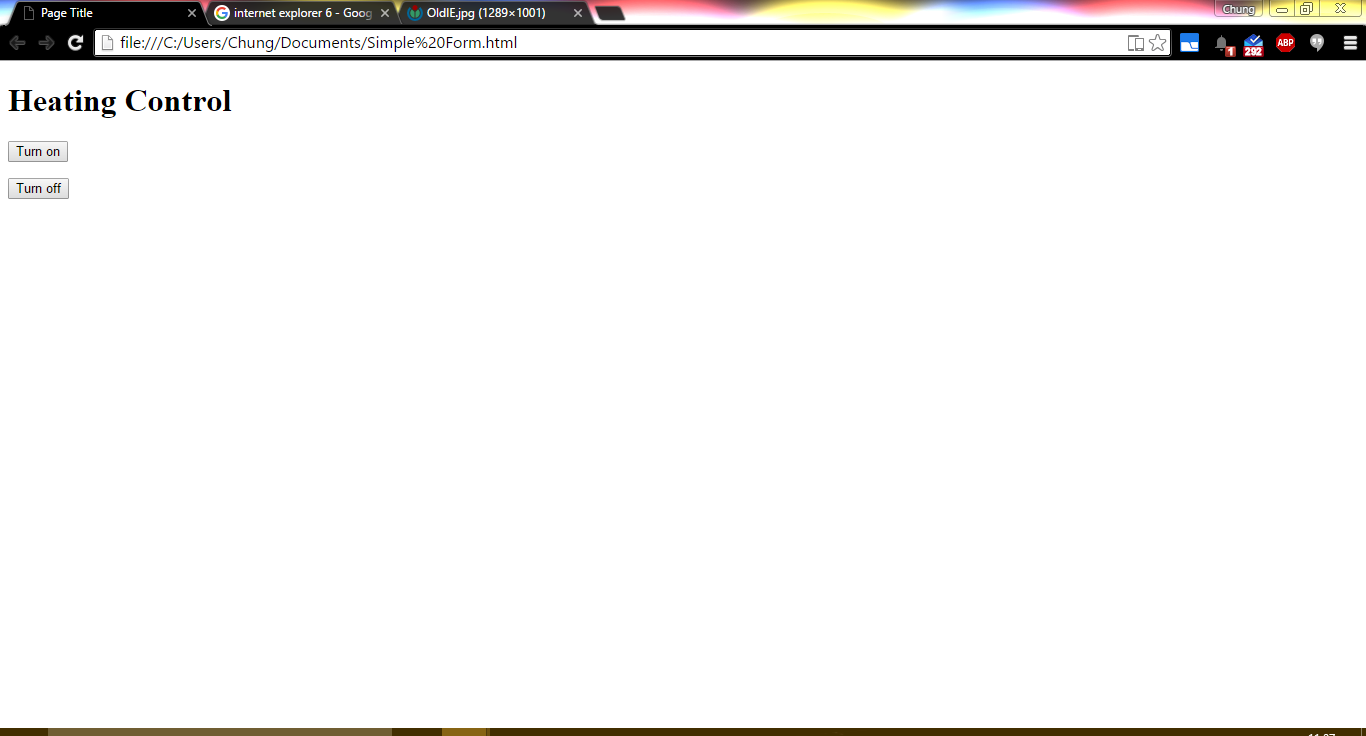 Page Title
internet explorer 6 - Goog
OldIE.jpg (1289×1001)
Chung
file:///C:/Users/Chung/Documents/Simple%20Form.html
1
292
ABP
Heating Control
Turn on
Turn off